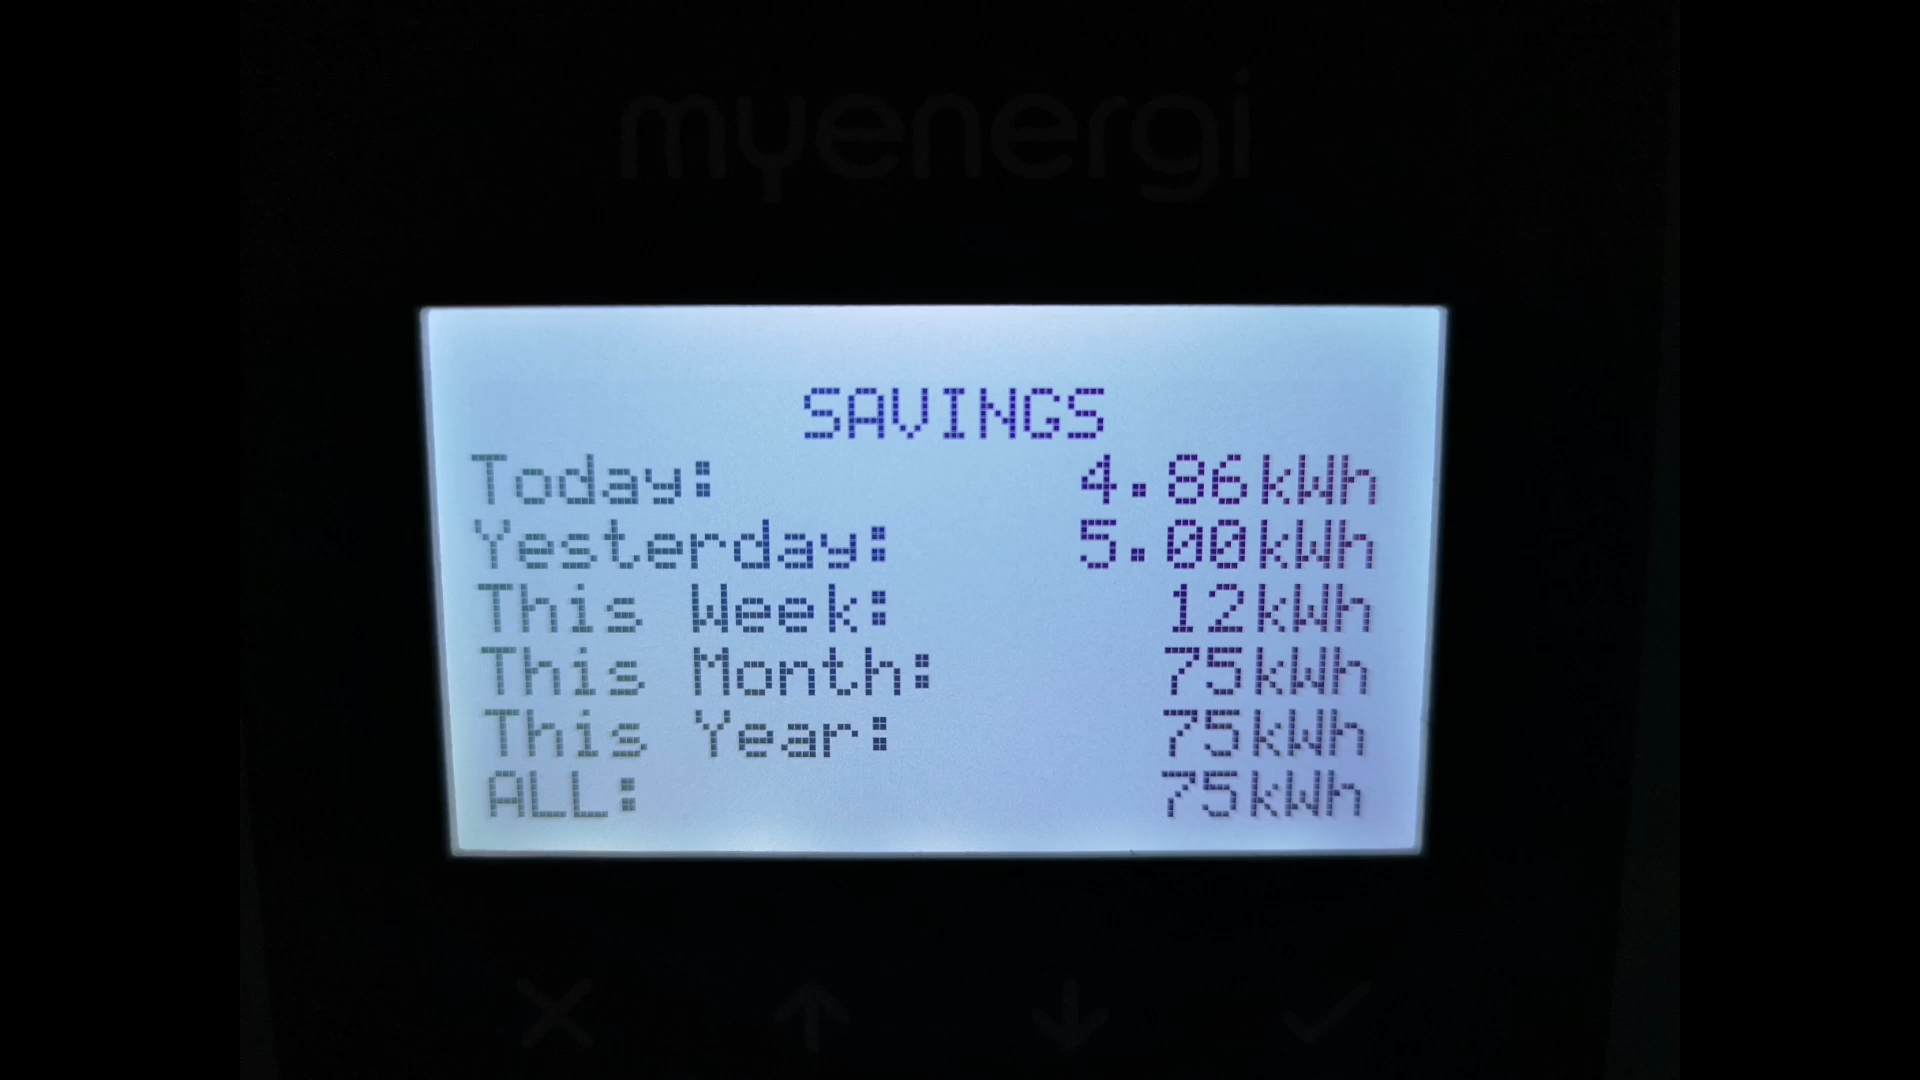 myenergi
SAVINGS
Today: 4.86kWh
Yesterday: 5.00kWh
This Week: 12kWh
This Month: 75kWh
This Year: 75kWh
ALL: 75kWh